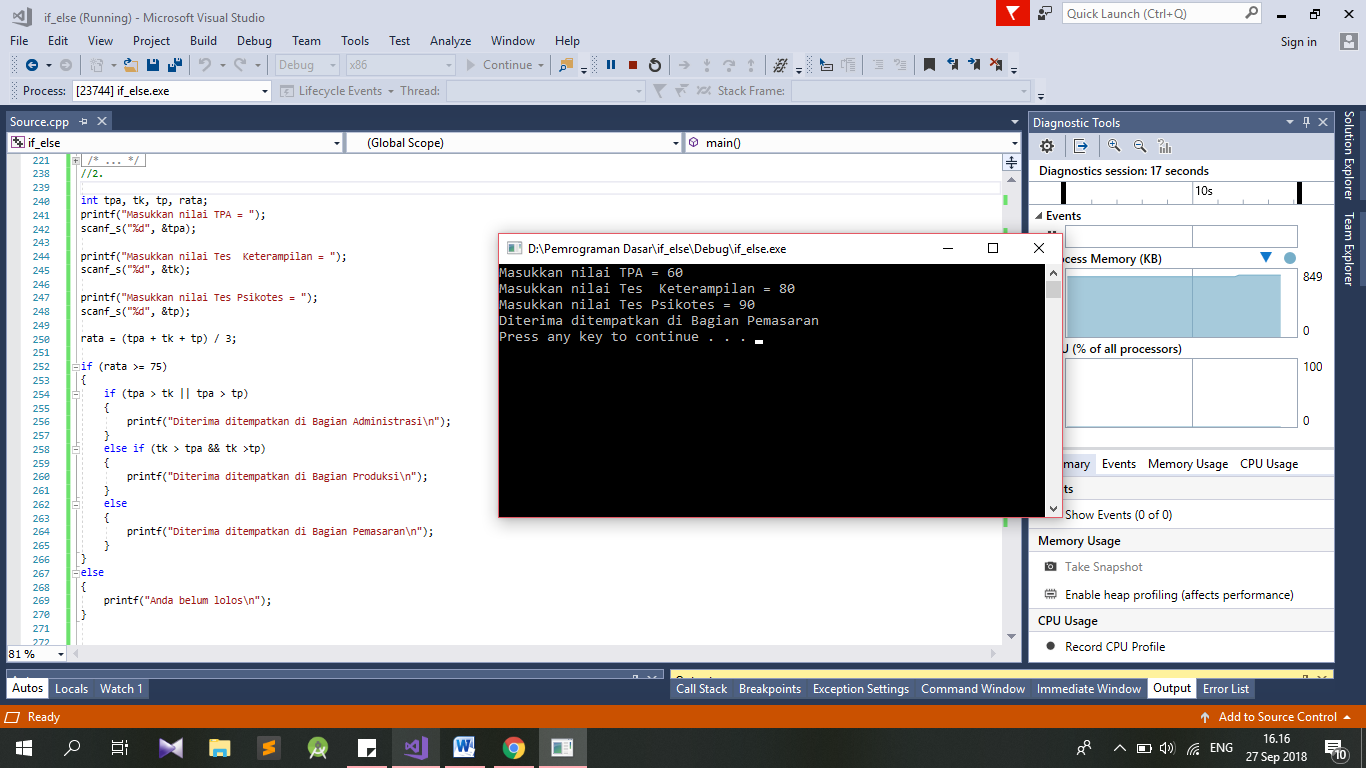 if_else (Running) - Microsoft Visual Studio
Quick Launch (Ctrl+Q)
File Edit View Project Build Debug Team Tools Test Analyze Window Help
Sign in
Debug x86 Continue
Process: [23744] if_else.exe Lifecycle Events Thread: Stack Frame:
Source.cpp
if_else (Global Scope) main()
221 /* ... */
238 //2.
239
240 int tpa, tk, tp, rata;
241 printf("Masukkan nilai TPA = ");
242 scanf_s("%d", &tpa);
243
244 printf("Masukkan nilai Tes  Keterampilan = ");
245 scanf_s("%d", &tk);
246
247 printf("Masukkan nilai Tes Psikotes = ");
248 scanf_s("%d", &tp);
249
250 rata = (tpa + tk + tp) / 3;
251
252 if (rata >= 75)
253 {
254 if (tpa > tk || tpa > tp)
255 {
256 printf("Diterima ditempatkan di Bagian Administrasi\n");
257 }
258 else if (tk > tpa && tk >tp)
259 {
260 printf("Diterima ditempatkan di Bagian Produksi\n");
261 }
262 else
263 {
264 printf("Diterima ditempatkan di Bagian Pemasaran\n");
265 }
266 }
267 else
268 {
269 printf("Anda belum lolos\n");
270 }
271
272
81 %
D:\Pemrograman Dasar\if_else\Debug\if_else.exe
Masukkan nilai TPA = 60
Masukkan nilai Tes  Keterampilan = 80
Masukkan nilai Tes Psikotes = 90
Diterima ditempatkan di Bagian Pemasaran
Press any key to continue . . .
Diagnostic Tools
Diagnostics session: 17 seconds
10s
Events
ocess Memory (KB)
849
0
U (% of all processors)
100
0
mary Events Memory Usage CPU Usage
ts
Show Events (0 of 0)
Memory Usage
Take Snapshot
Enable heap profiling (affects performance)
CPU Usage
Record CPU Profile
Solution Explorer
Team Explorer
Autos Locals Watch 1
Call Stack Breakpoints Exception Settings Command Window Immediate Window Output Error List
Ready
Add to Source Control
ENG
16.16
27 Sep 2018
10